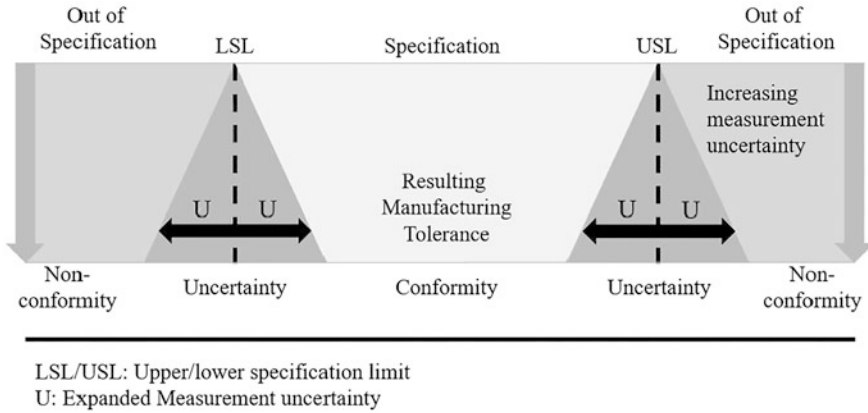 Out of
Specification
LSL
Specification
USL
Out of
Specification
Increasing
measurement
uncertainty
Resulting
Manufacturing
Tolerance
U
U
U
U
Non-
conformity
Uncertainty
Conformity
Uncertainty
Non-
conformity
LSL/USL: Upper/lower specification limit
U: Expanded Measurement uncertainty